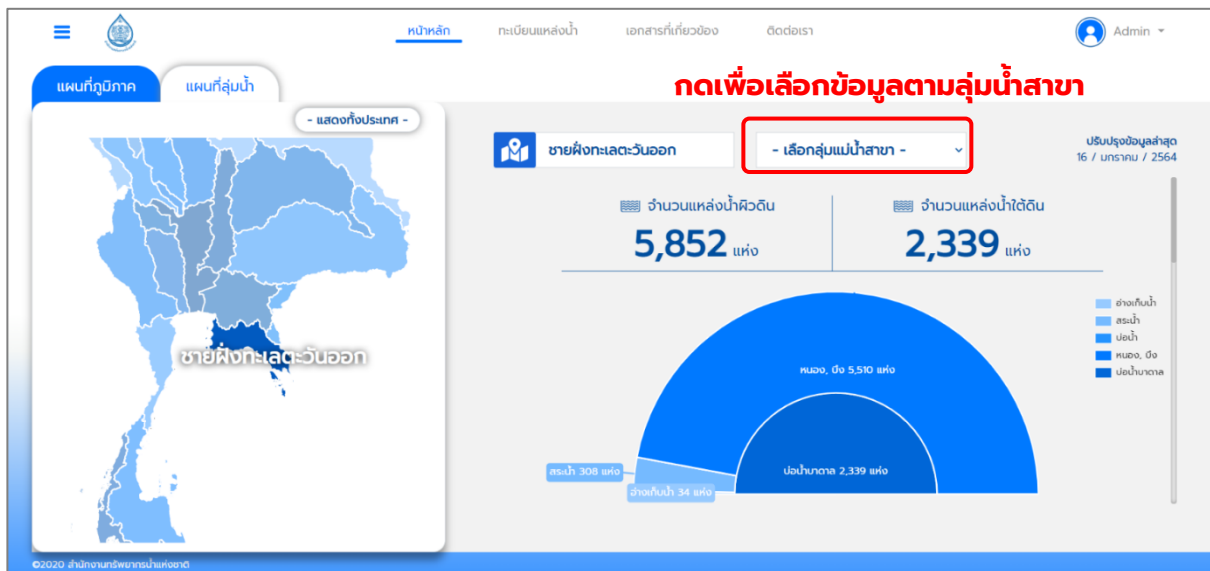 หน้าหลัก
ทะเบียนแหล่งน้ำ
เอกสารที่เกี่ยวข้อง
ติดต่อเรา
Admin
แผนที่ภูมิภาค
แผนที่ลุ่มน้ำ
กดเพื่อเลือกข้อมูลตามลุ่มน้ำสาขา
- แสดงทั้งประเทศ -
ชายฝั่งทะเลตะวันออก
- เลือกลุ่มแม่น้ำสาขา -
ปรับปรุงข้อมูลล่าสุด
16 / มกราคม / 2564
จำนวนแหล่งน้ำผิวดิน
5,852 แห่ง
จำนวนแหล่งน้ำใต้ดิน
2,339 แห่ง
ชายฝั่งทะเลตะวันออก
อ่างเก็บน้ำ
สระน้ำ
บ่อน้ำ
หนอง, บึง
บ่อน้ำบาดาล
หนอง, บึง 5,510 แห่ง
สระน้ำ 308 แห่ง
อ่างเก็บน้ำ 34 แห่ง
บ่อน้ำบาดาล 2,339 แห่ง
©2020 สำนักงานทรัพยากรน้ำแห่งชาติ